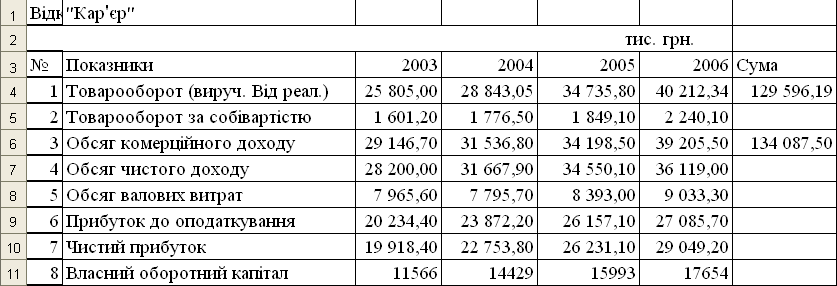 1 Відк "Кар'єр"
2 тис. грн.
3 № Показники 2003 2004 2005 2006 Сума
4 1 Товарооборот (вируч. Від реал.) 25 805,00 28 843,05 34 735,80 40 212,34 129 596,19
5 2 Товарооборот за собівартістю 1 601,20 1 776,50 1 849,10 2 240,10
6 3 Обсяг комерційного доходу 29 146,70 31 536,80 34 198,50 39 205,50 134 087,50
7 4 Обсяг чистого доходу 28 200,00 31 667,90 34 550,10 36 119,00
8 5 Обсяг валових витрат 7 965,60 7 795,70 8 393,00 9 033,30
9 6 Прибуток до оподаткування 20 234,40 23 872,20 26 157,10 27 085,70
10 7 Чистий прибуток 19 918,40 22 753,80 26 231,10 29 049,20
11 8 Власний оборотний капітал 11566 14429 15993 17654